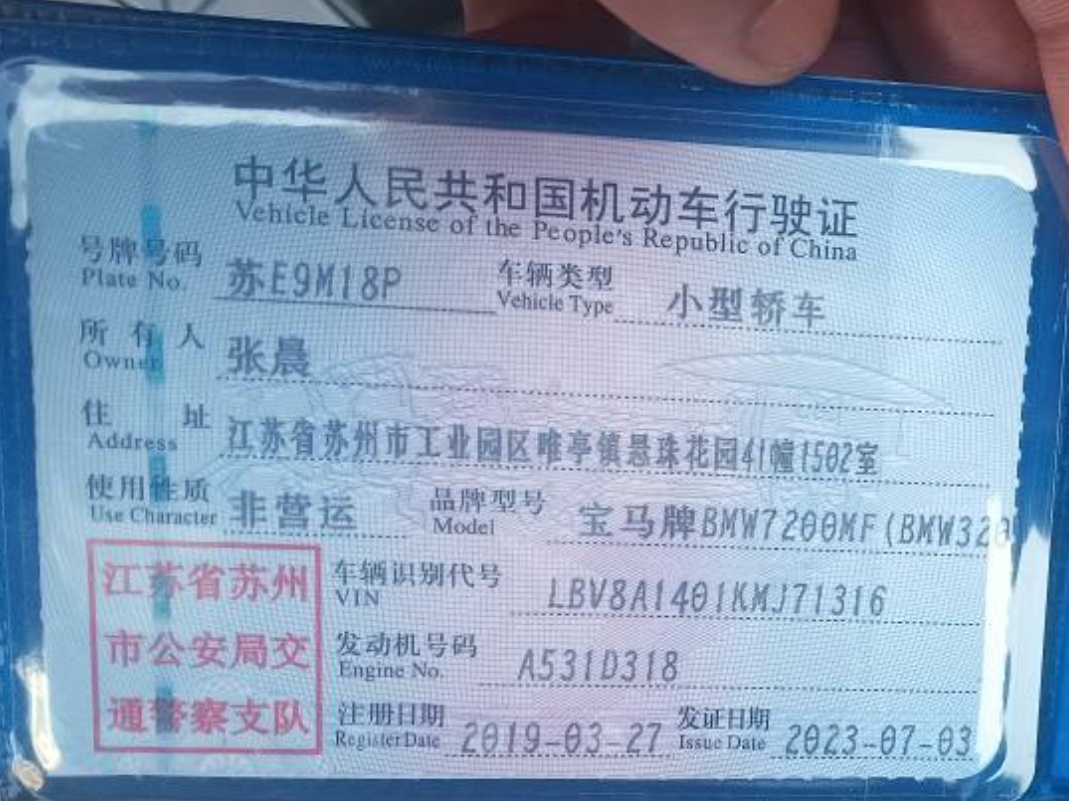 中华人民共和国机动车行驶证
Vehicle License of the People's Republic of China
号牌号码 苏E9M18P 车辆类型 小型轿车
Plate No. Vehicle Type
所有人 张晨
Owner
住址 江苏省苏州市工业园区唯亭镇悬珠花园41幢1502室
Address
使用性质 非营运 品牌型号 宝马牌BMW7200MF(BMW320
Use Character Model
江苏省苏州
市公安局交
通警察支队
车辆识别代号 LBV8A1401KMJ71316
VIN
发动机号码 A531D318
Engine No.
注册日期 2019-03-27 发证日期 2023-07-03
Register Date Issue Date